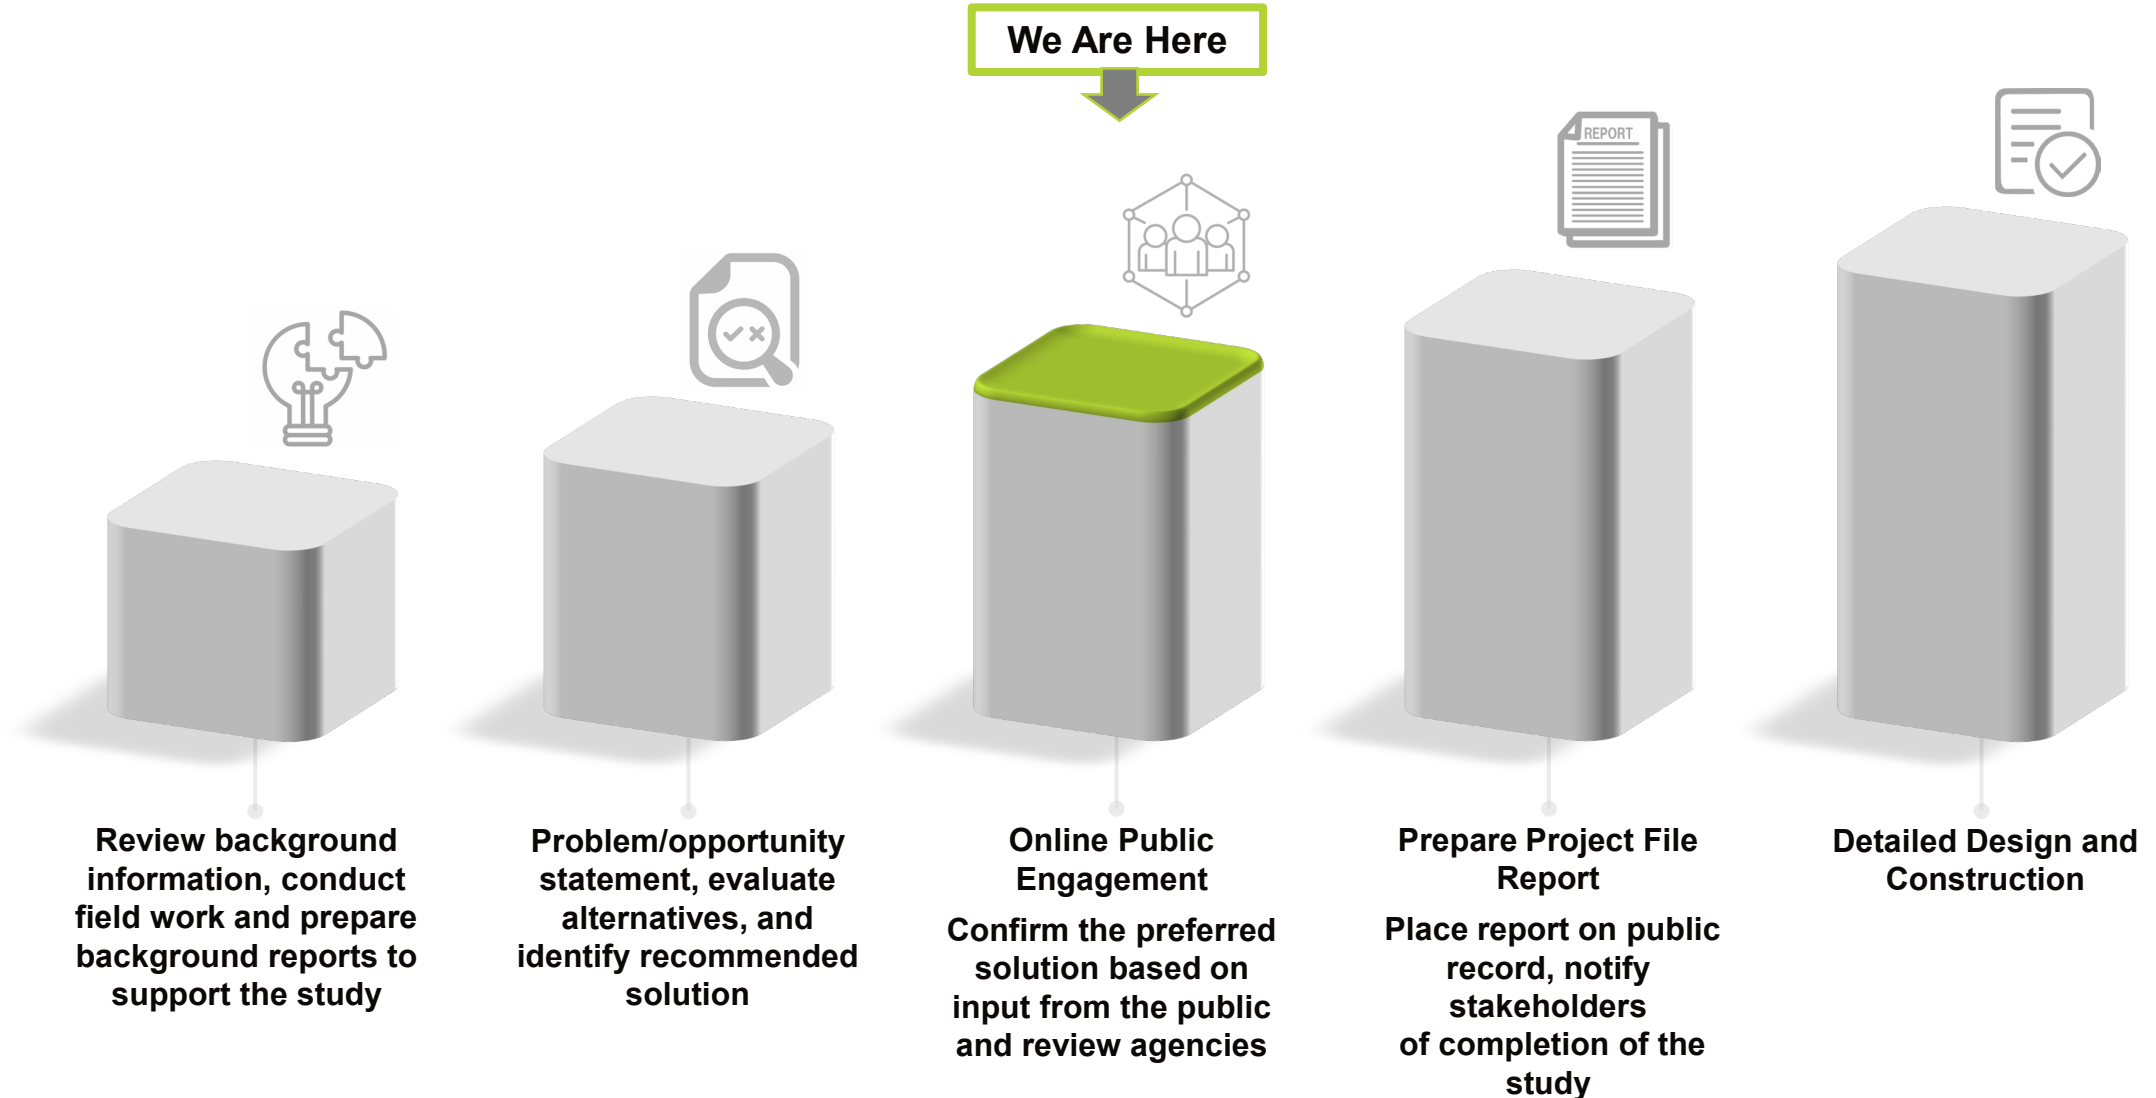 We Are Here
REPORT
Review background
information, conduct
field work and prepare
background reports to
support the study
Problem/opportunity
statement, evaluate
alternatives, and
identify recommended
solution
Online Public
Engagement
Confirm the preferred
solution based on
input from the public
and review agencies
Prepare Project File
Report
Place report on public
record, notify
stakeholders
of completion of the
study
Detailed Design and
Construction